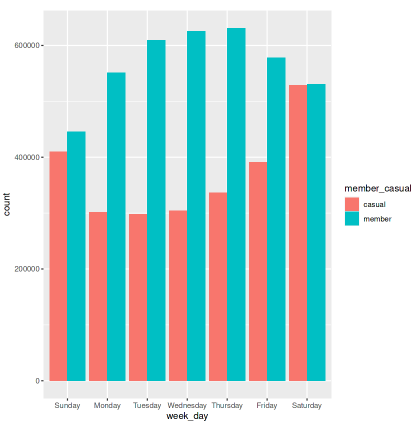 600000
400000
200000
0
count
Sunday Monday Tuesday Wednesday Thursday Friday Saturday
week_day
member_casual
casual
member